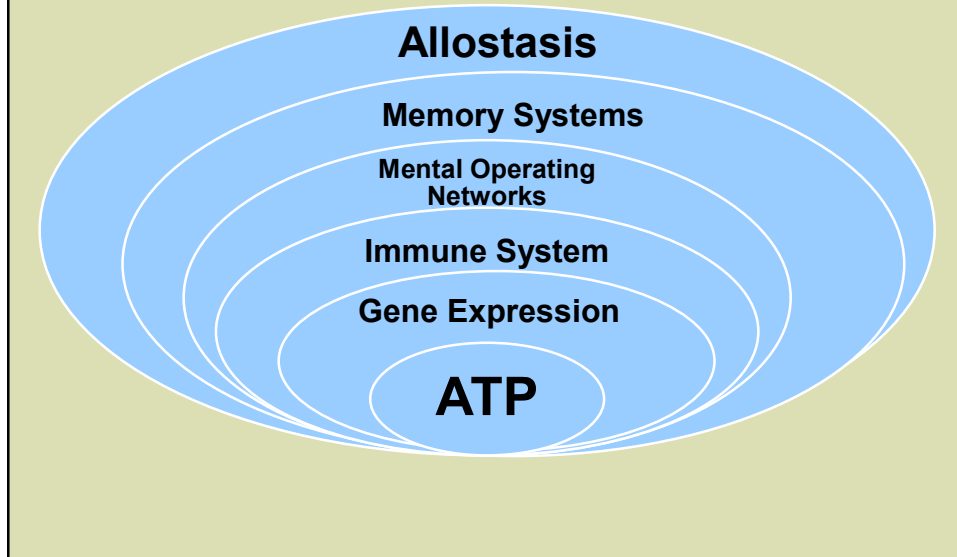 Allostasis
Memory Systems
Mental Operating
Networks
Immune System
Gene Expression
ATP